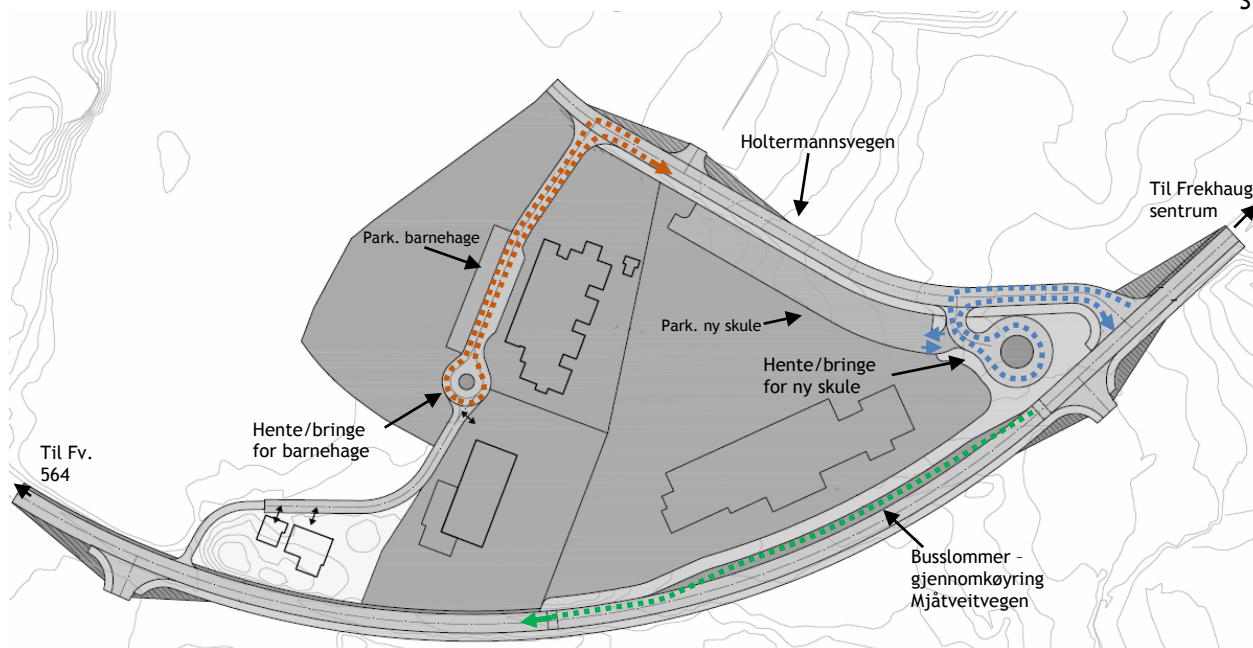 Holtermannsvegen
Til Frekhaug
sentrum
Park. barnehage
Park. ny skule
Hente/bringe
for ny skule
Hente/bringe
for barnehage
Til Fv.
564
Busslommer –
gjennomkøyring
Mjåtveitvegen